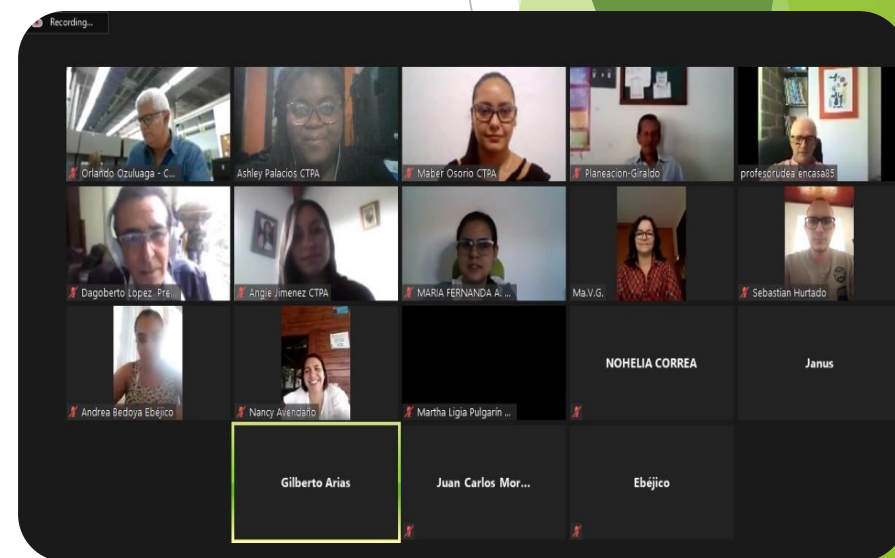 Recording...
Orlando Ozuluaga - C...
Ashley Palacios CTPA
Maber Osorio CTPA
Planeacion-Giraldo
profesorudea encasa85
Dagoberto Lopez Pre...
Angie Jimenez CTPA
MARIA FERNANDA A. ...
Ma.V.G.
Sebastian Hurtado
Andrea Bedoya Ebéjico
Nancy Avendaño
Martha Ligia Pulgarín ...
NOHELIA CORREA
Janus
Gilberto Arias
Juan Carlos Mor...
Ebéjico